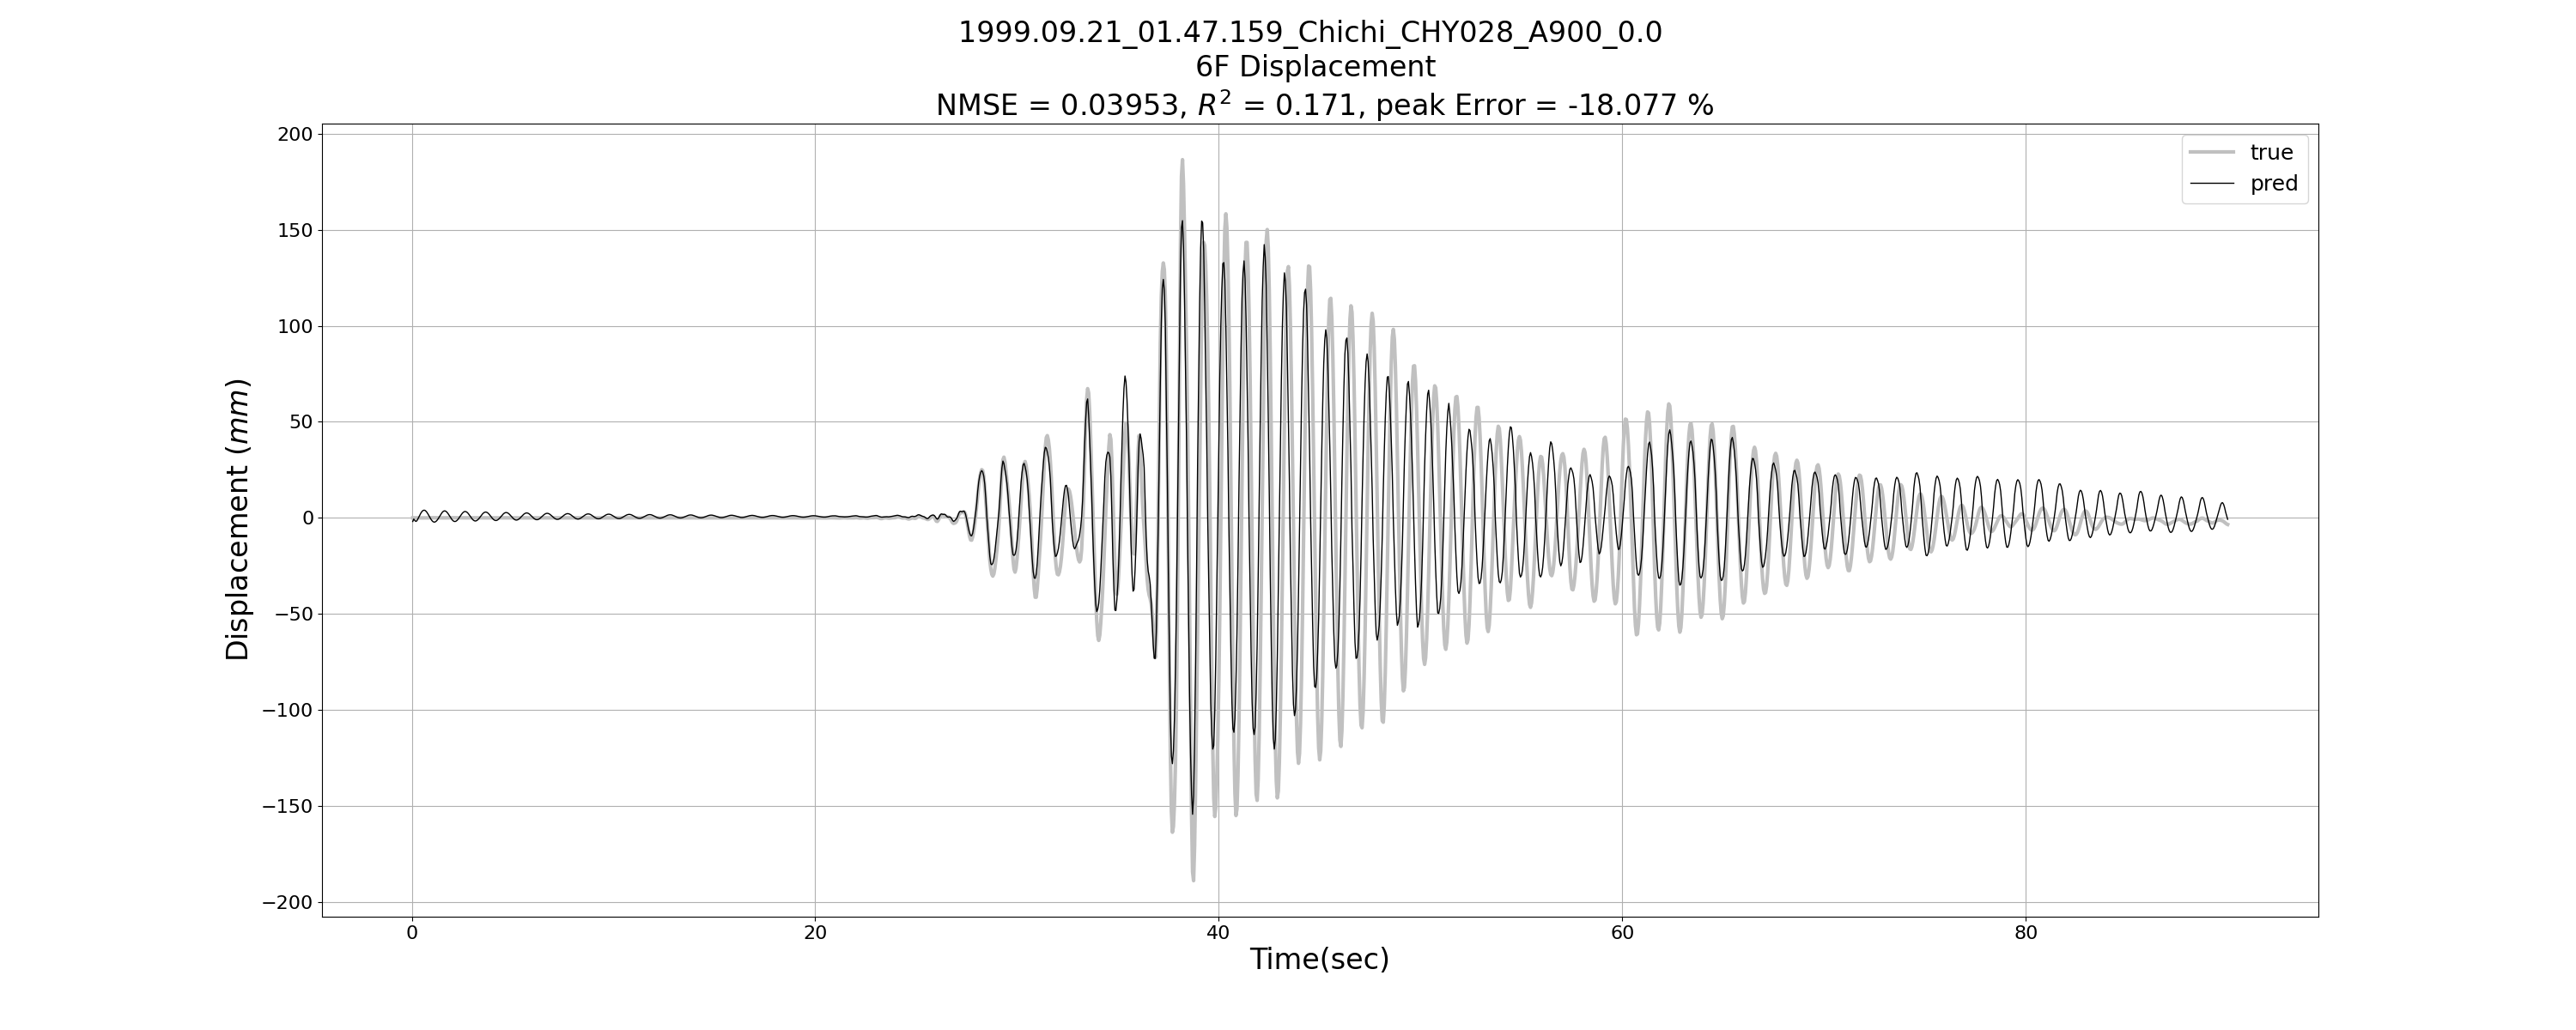 1999.09.21_01.47.159_Chichi_CHY028_A900_0.0
6F Displacement
NMSE = 0.03953, R² = 0.171, peak Error = -18.077 %
true
pred
200
150
100
50
0
−50
−100
−150
−200
Displacement (mm)
0 20 40 60 80
Time(sec)